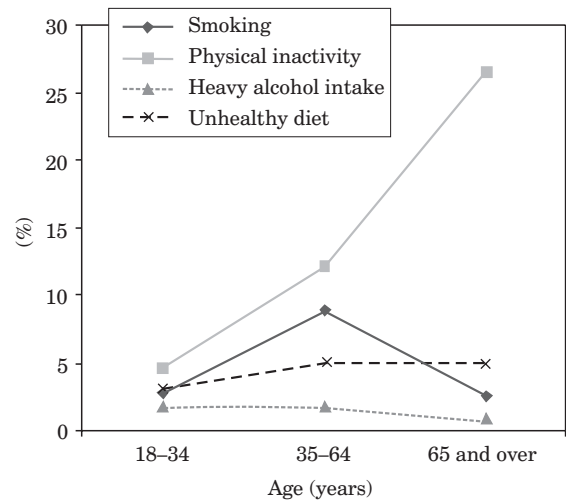 Smoking
Physical inactivity
Heavy alcohol intake
Unhealthy diet
30
25
20
15
10
5
0
(%)
18–34
35–64
65 and over
Age (years)